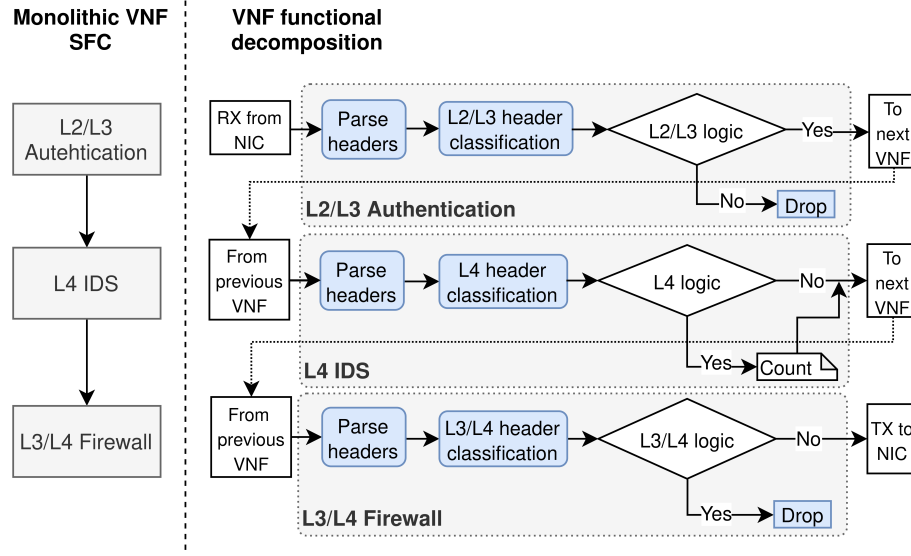 Monolithic VNF
SFC
VNF functional
decomposition
L2/L3
Autehtication
L4 IDS
L3/L4 Firewall
RX from
NIC
Parse
headers
L2/L3 header
classification
L2/L3 logic
Yes
To
next
VNF
No
Drop
L2/L3 Authentication
From
previous
VNF
Parse
headers
L4 header
classification
L4 logic
No
To
next
VNF
Yes
Count
L4 IDS
From
previous
VNF
Parse
headers
L3/L4 header
classification
L3/L4 logic
No
TX to
NIC
Yes
Drop
L3/L4 Firewall